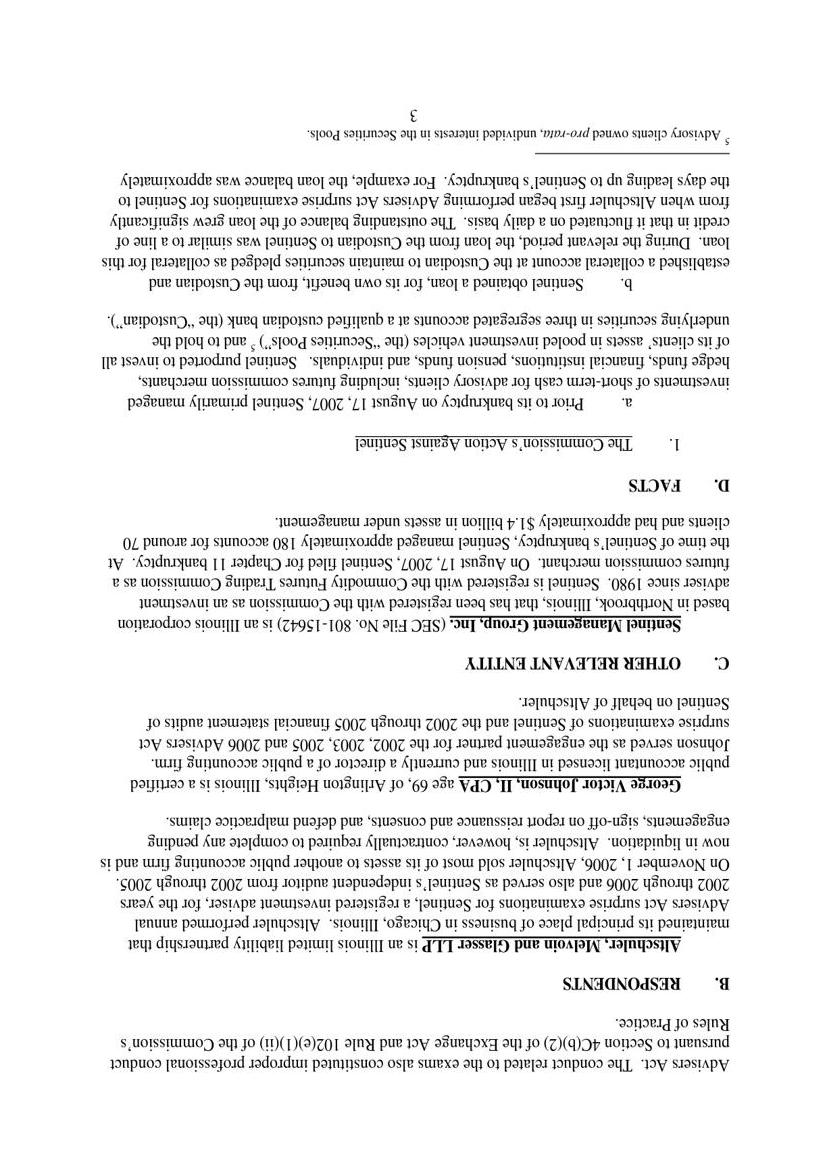 Advisers Act.  The conduct related to the exams also constituted improper professional conduct
pursuant to Section 4C(b)(2) of the Exchange Act and Rule 102(e)(1)(ii) of the Commission's
Rules of Practice.
B. RESPONDENTS
Altschuler, Melvoin and Glasser LLP is an Illinois limited liability partnership that
maintained its principal place of business in Chicago, Illinois.  Altschuler performed annual
Advisers Act surprise examinations for Sentinel, a registered investment adviser, for the years
2002 through 2006 and also served as Sentinel's independent auditor from 2002 through 2005.
On November 1, 2006, Altschuler sold most of its assets to another public accounting firm and is
now in liquidation.  Altschuler is, however, contractually required to complete any pending
engagements, sign-off on report reissuance and consents, and defend malpractice claims.
George Victor Johnson, II, CPA age 69, of Arlington Heights, Illinois is a certified
public accountant licensed in Illinois and currently a director of a public accounting firm.
Johnson served as the engagement partner for the 2002, 2003, 2005 and 2006 Advisers Act
surprise examinations of Sentinel and the 2002 through 2005 financial statement audits of
Sentinel on behalf of Altschuler.
C. OTHER RELEVANT ENTITY
Sentinel Management Group, Inc. (SEC File No. 801-15642) is an Illinois corporation
based in Northbrook, Illinois, that has been registered with the Commission as an investment
adviser since 1980.  Sentinel is registered with the Commodity Futures Trading Commission as a
futures commission merchant.  On August 17, 2007, Sentinel filed for Chapter 11 bankruptcy.  At
the time of Sentinel's bankruptcy, Sentinel managed approximately 180 accounts for around 70
clients and had approximately $1.4 billion in assets under management.
D. FACTS
1. The Commission's Action Against Sentinel
a. Prior to its bankruptcy on August 17, 2007, Sentinel primarily managed
investments of short-term cash for advisory clients, including futures commission merchants,
hedge funds, financial institutions, pension funds, and individuals.  Sentinel purported to invest all
of its clients' assets in pooled investment vehicles (the "Securities Pools") 5 and to hold the
underlying securities in three segregated accounts at a qualified custodian bank (the "Custodian").
b. Sentinel obtained a loan, for its own benefit, from the Custodian and
established a collateral account at the Custodian to maintain securities pledged as collateral for this
loan.  During the relevant period, the loan from the Custodian to Sentinel was similar to a line of
credit in that it fluctuated on a daily basis.  The outstanding balance of the loan grew significantly
from when Altschuler first began performing Advisers Act surprise examinations for Sentinel to
the days leading up to Sentinel's bankruptcy.  For example, the loan balance was approximately
5 Advisory clients owned pro-rata, undivided interests in the Securities Pools.
3